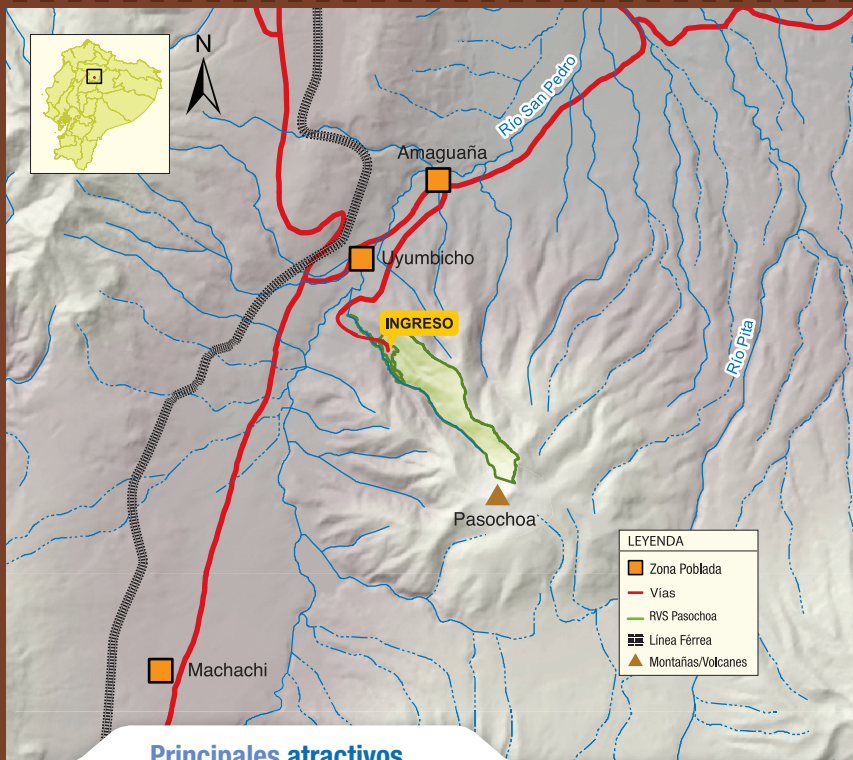 N
Río San Pedro
Amaguaña
Uyumbicho
INGRESO
Río Pita
Pasochoa
LEYENDA
Zona Poblada
Vías
RVS Pasochoa
Línea Férrea
Montañas/Volcanes
Machachi
Principales atractivos